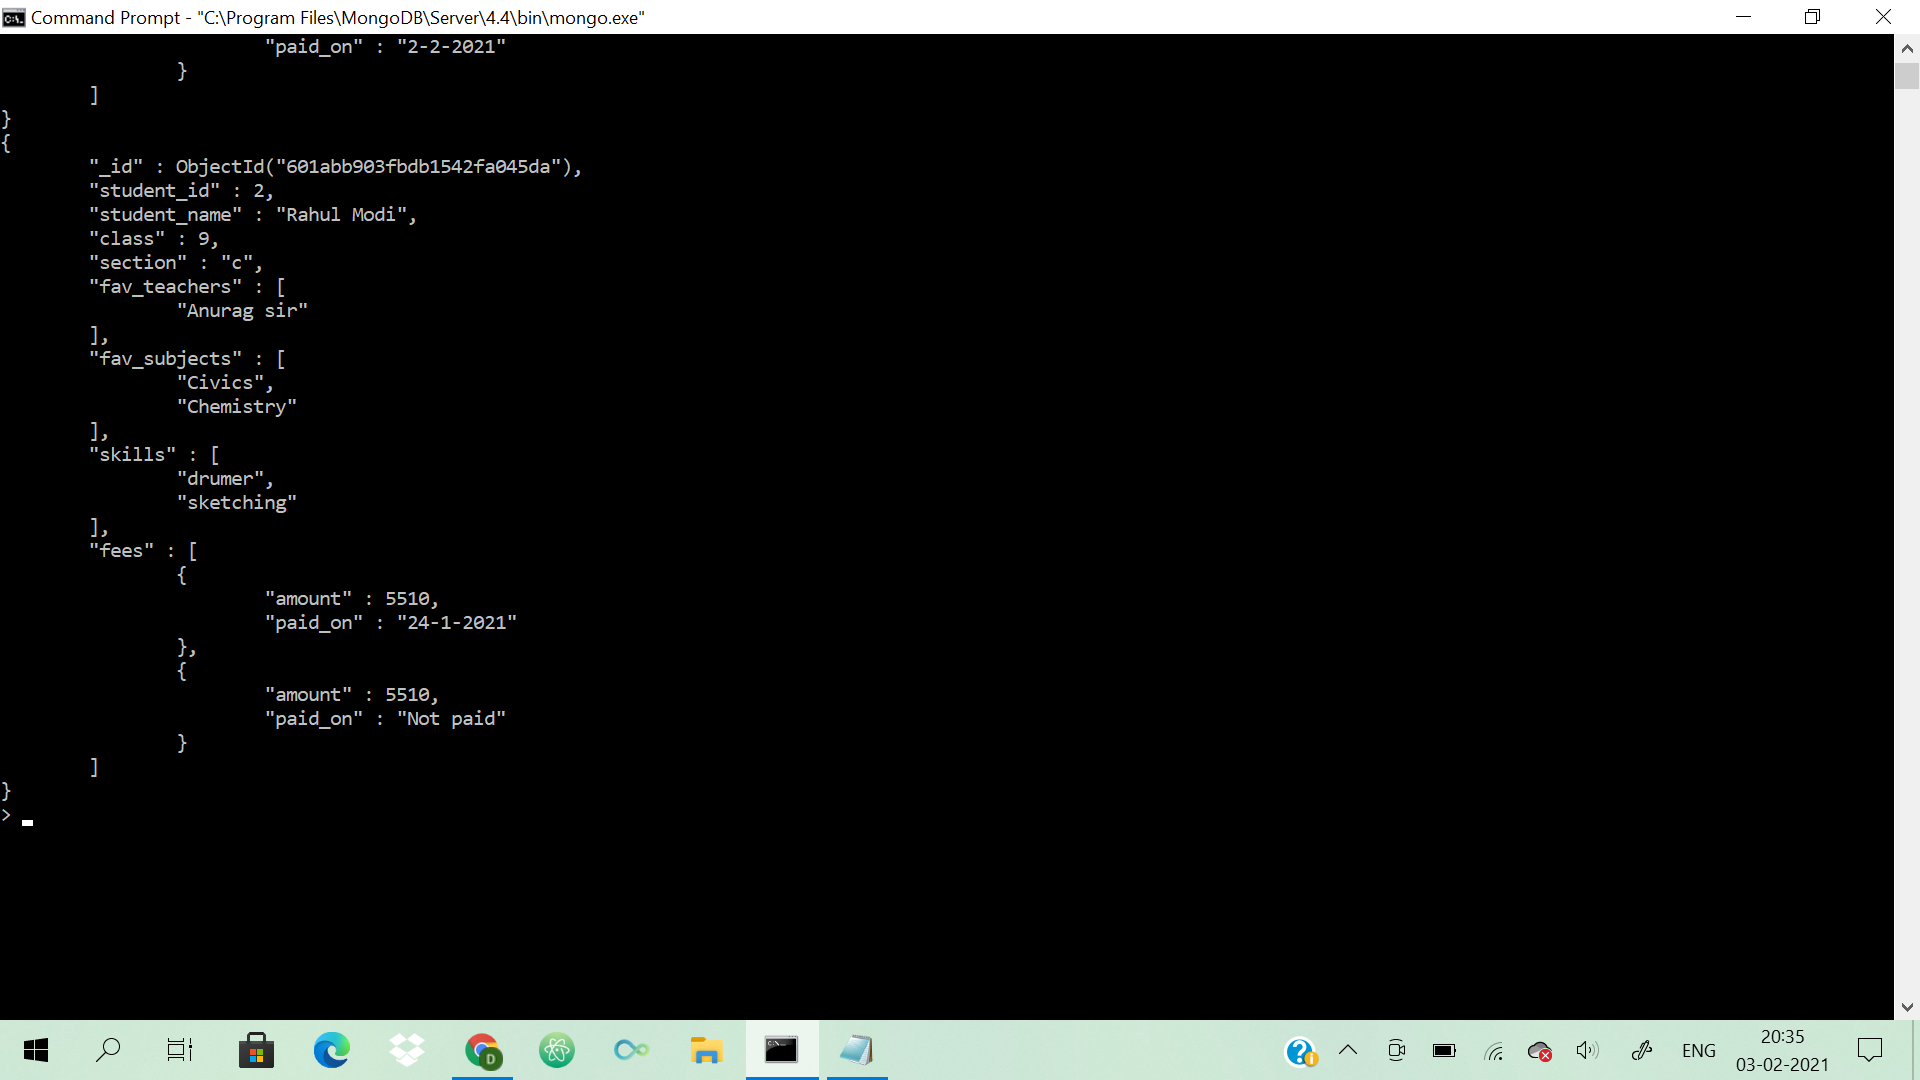 Command Prompt - "C:\Program Files\MongoDB\Server\4.4\bin\mongo.exe"
"paid_on" : "2-2-2021"
}
]
}
{
"_id" : ObjectId("601abb903fbdb1542fa045da"),
"student_id" : 2,
"student_name" : "Rahul Modi",
"class" : 9,
"section" : "c",
"fav_teachers" : [
"Anurag sir"
],
"fav_subjects" : [
"Civics",
"Chemistry"
],
"skills" : [
"drumer",
"sketching"
],
"fees" : [
{
"amount" : 5510,
"paid_on" : "24-1-2021"
},
{
"amount" : 5510,
"paid_on" : "Not paid"
}
]
}
>
D
ENG
20:35
03-02-2021